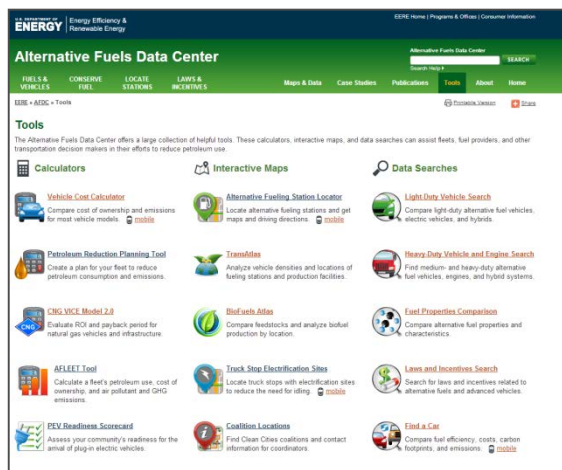 U.S. DEPARTMENT OF
ENERGY
Energy Efficiency &
Renewable Energy
EERE Home | Programs & Offices | Consumer Information
Alternative Fuels Data Center
Alternative Fuels Data Center
SEARCH
Search Help
FUELS &
VEHICLES
CONSERVE
FUEL
LOCATE
STATIONS
LAWS &
INCENTIVES
Maps & Data
Case Studies
Publications
Tools
About
Home
EERE » AFDC » Tools
Printable Version
Share
Tools
The Alternative Fuels Data Center offers a large collection of helpful tools. These calculators, interactive maps, and data searches can assist fleets, fuel providers, and other
transportation decision makers in their efforts to reduce petroleum use.
Calculators
Vehicle Cost Calculator
Compare cost of ownership and emissions
for most vehicle models. mobile
Petroleum Reduction Planning Tool
Create a plan for your fleet to reduce
petroleum consumption and emissions.
CNG
CNG VICE Model 2.0
Evaluate ROI and payback period for
natural gas vehicles and infrastructure.
AFLEET Tool
Calculate a fleet's petroleum use, cost of
ownership, and air pollutant and GHG
emissions.
PEV Readiness Scorecard
Assess your community's readiness for the
arrival of plug-in electric vehicles.
Interactive Maps
Alternative Fueling Station Locator
Locate alternative fueling stations and get
maps and driving directions. mobile
TransAtlas
Analyze vehicle densities and locations of
fueling stations and production facilities.
BioFuels Atlas
Compare feedstocks and analyze biofuel
production by location.
Truck Stop Electrification Sites
Locate truck stops with electrification sites
to reduce the need for idling. mobile
Coalition Locations
Find Clean Cities coalitions and contact
information for coordinators.
Data Searches
Light-Duty Vehicle Search
Compare light-duty alternative fuel vehicles,
electric vehicles, and hybrids.
Heavy-Duty Vehicle and Engine Search
Find medium- and heavy-duty alternative
fuel vehicles, engines, and hybrid systems.
Fuel Properties Comparison
Compare alternative fuel properties and
characteristics.
Laws and Incentives Search
Search for laws and incentives related to
alternative fuels and advanced vehicles.
Find a Car
Compare fuel efficiency, costs, carbon
footprints, and emissions. mobile